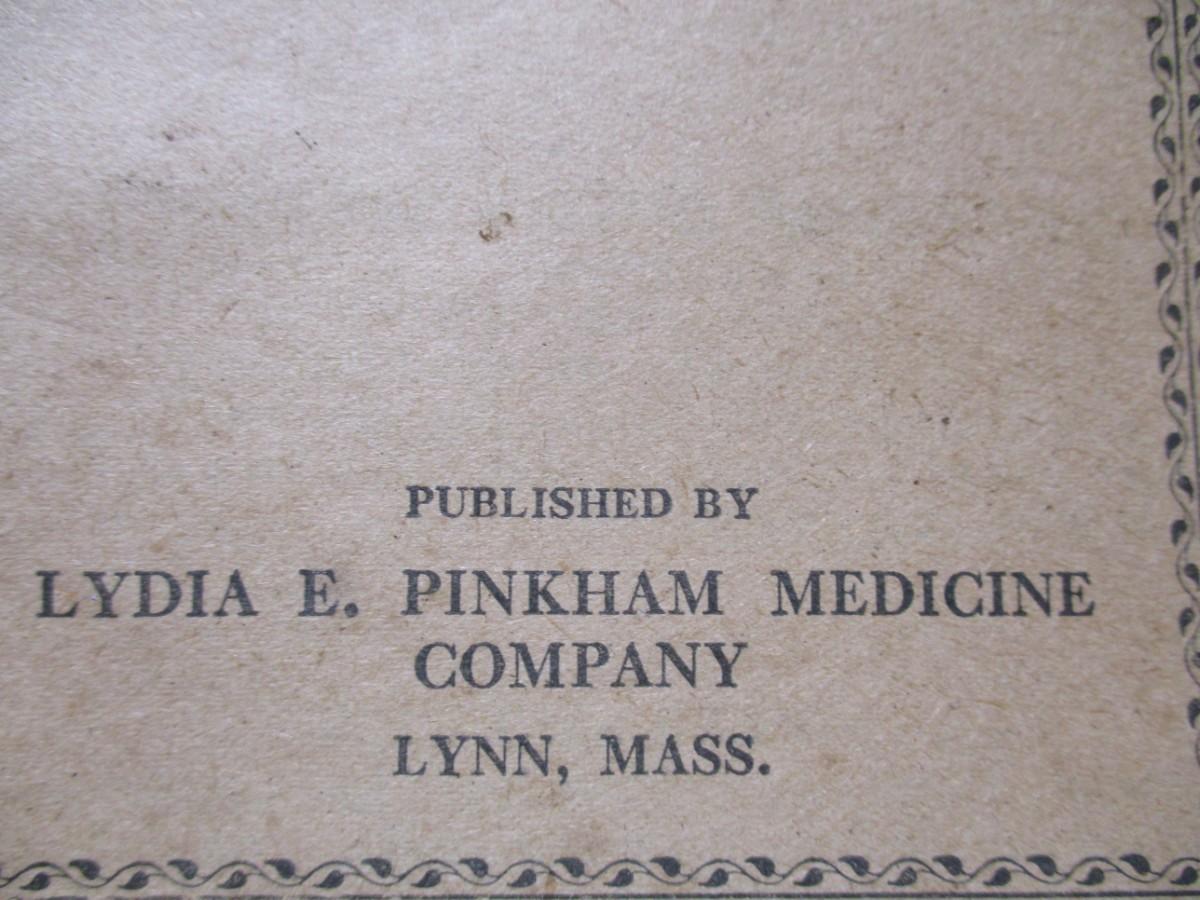 PUBLISHED BY
LYDIA E. PINKHAM MEDICINE
COMPANY
LYNN, MASS.